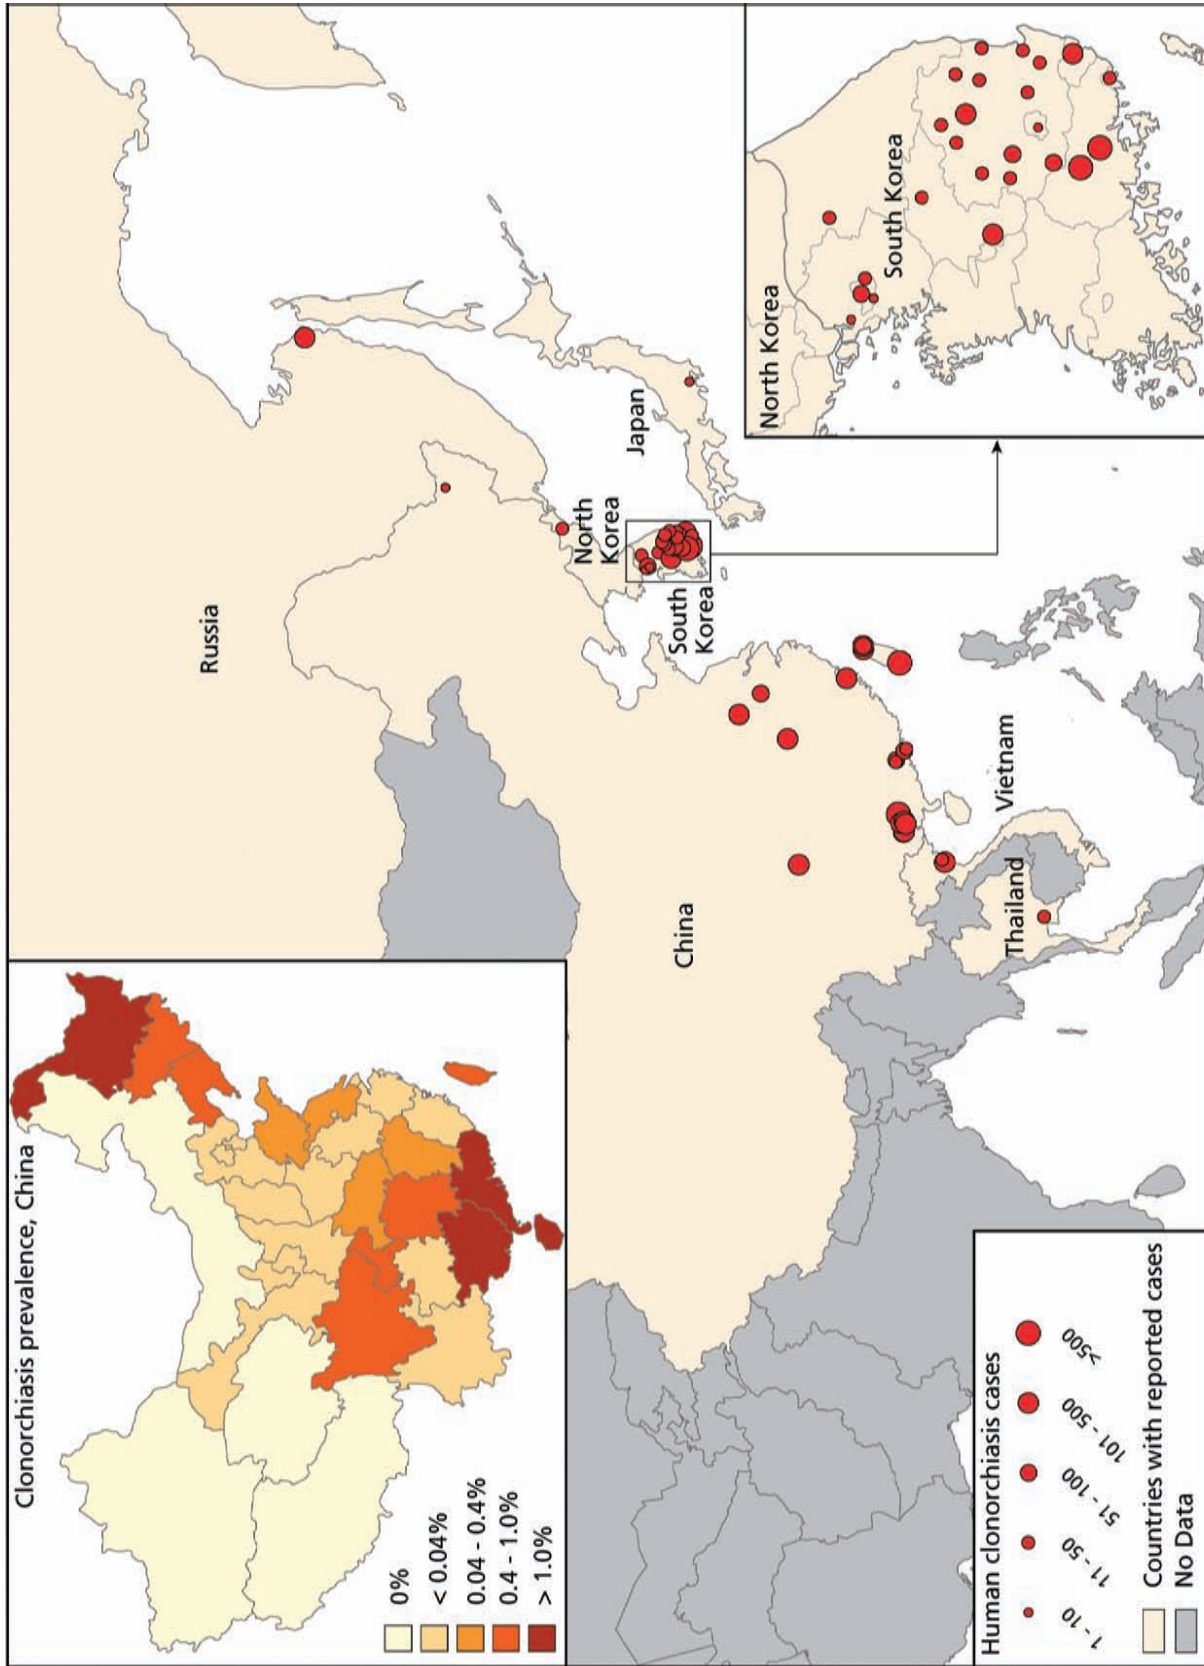 Clonorchiasis prevalence, China
0%
< 0.04%
0.04 - 0.4%
0.4 - 1.0%
> 1.0%
Russia
China
North
Korea
South
Korea
Japan
Vietnam
Thailand
North Korea
South Korea
Human clonorchiasis cases
1 - 10
11 - 50
51 - 100
101 - 500
>500
Countries with reported cases
No Data